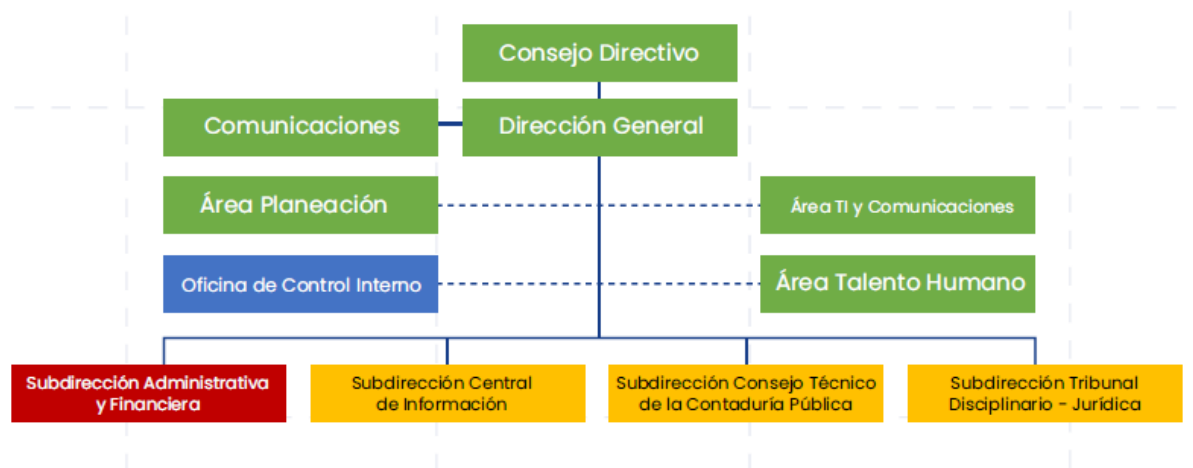 Consejo Directivo
Comunicaciones
Dirección General
Área Planeación
Área TI y Comunicaciones
Oficina de Control Interno
Área Talento Humano
Subdirección Administrativa
y Financiera
Subdirección Central
de Información
Subdirección Consejo Técnico
de la Contaduría Pública
Subdirección Tribunal
Disciplinario - Jurídica